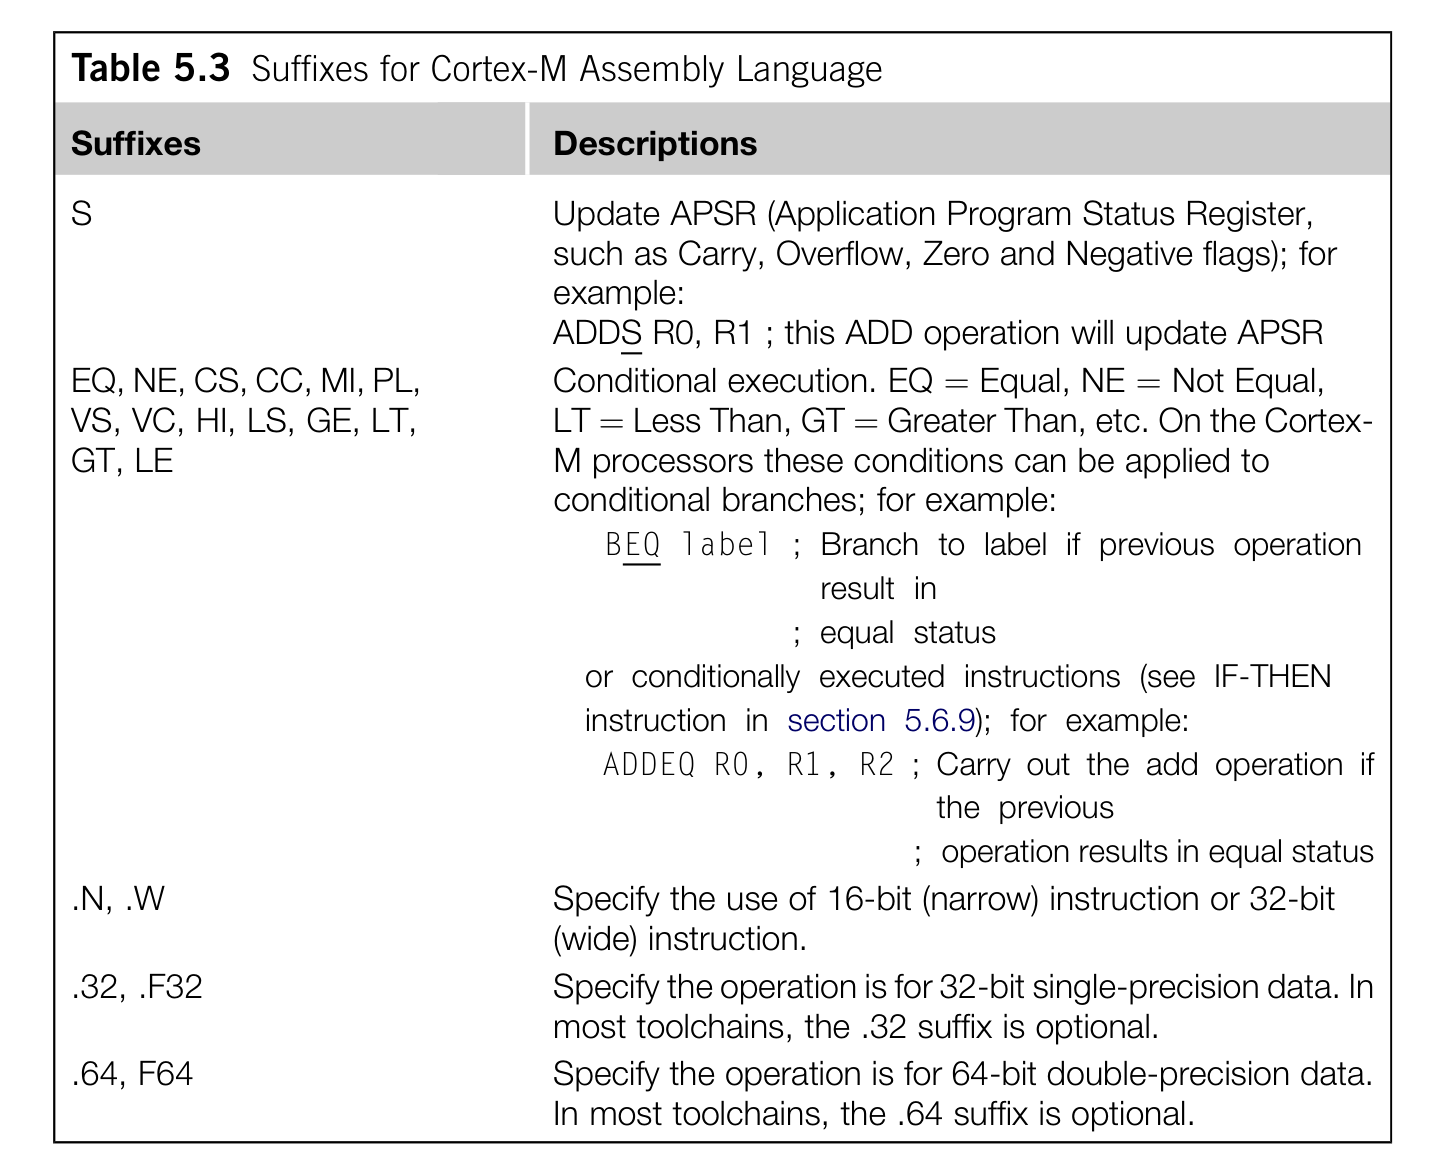 Table 5.3 Suffixes for Cortex-M Assembly Language
Suffixes Descriptions
S Update APSR (Application Program Status Register,
such as Carry, Overflow, Zero and Negative flags); for
example:
ADDS R0, R1 ; this ADD operation will update APSR
EQ, NE, CS, CC, MI, PL, Conditional execution. EQ = Equal, NE = Not Equal,
VS, VC, HI, LS, GE, LT, LT = Less Than, GT = Greater Than, etc. On the Cortex-
GT, LE M processors these conditions can be applied to
conditional branches; for example:
BEQ label ; Branch to label if previous operation
result in
; equal status
or conditionally executed instructions (see IF-THEN
instruction in section 5.6.9); for example:
ADDEQ R0, R1, R2 ; Carry out the add operation if
the previous
; operation results in equal status
.N, .W Specify the use of 16-bit (narrow) instruction or 32-bit
(wide) instruction.
.32, .F32 Specify the operation is for 32-bit single-precision data. In
most toolchains, the .32 suffix is optional.
.64, F64 Specify the operation is for 64-bit double-precision data.
In most toolchains, the .64 suffix is optional.